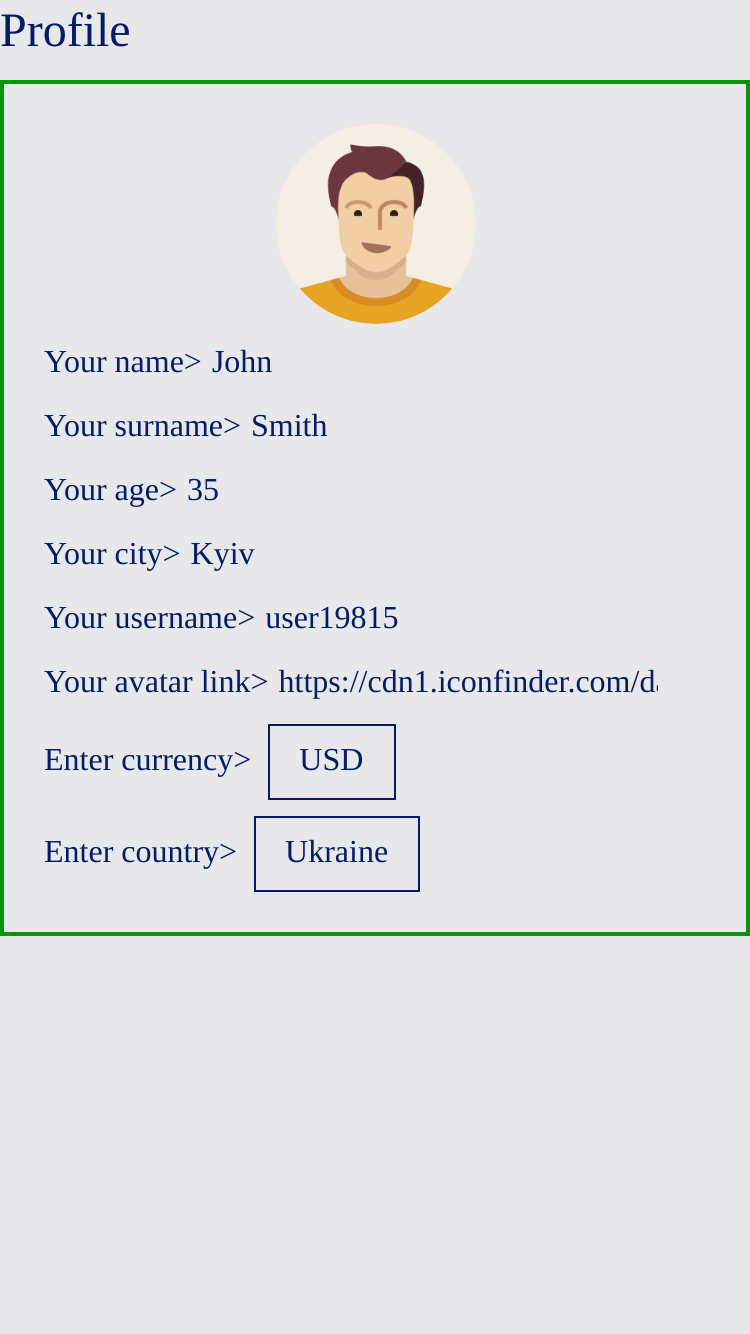 Profile
Your name> John
Your surname> Smith
Your age> 35
Your city> Kyiv
Your username> user19815
Your avatar link> https://cdn1.iconfinder.com/d
Enter currency> USD
Enter country> Ukraine